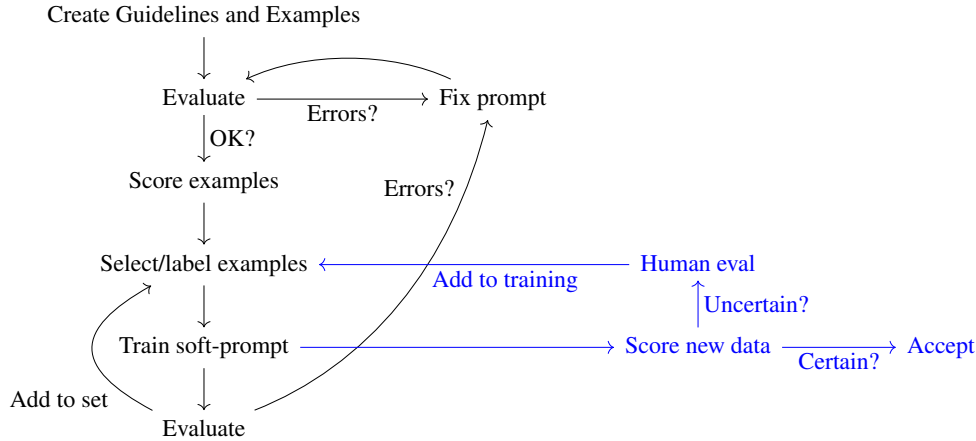 Create Guidelines and Examples
Evaluate
Errors?
Fix prompt
OK?
Score examples
Errors?
Select/label examples
Add to training
Human eval
Uncertain?
Train soft-prompt
Score new data
Certain?
Accept
Add to set
Evaluate